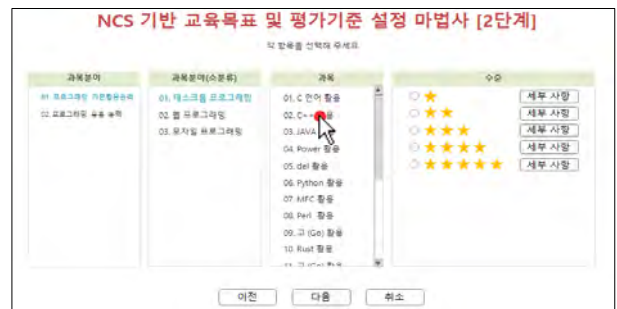 NCS 기반 교육목표 및 평가기준 설정 마법사 [2단계]
각 항목을 선택해 주세요
과목분야
01. 프로그래밍 기본활용능력
02. 프로그래밍 응용 능력
과목분야(소분류)
01. 데스크톱 프로그래밍
02. 웹 프로그래밍
03. 모자일 프로그래밍
과목
01. C 언어 활용
02. C++
03. JAVA
04. Power 활용
05. del 활용
06. Python 활용
07. MFC 활용
08. Perl 활용
09. 고 (Go) 활용
10. Rust 활용
수준
세부 사항
세부 사항
세부 사항
세부 사항
세부 사항
이전 다음 취소